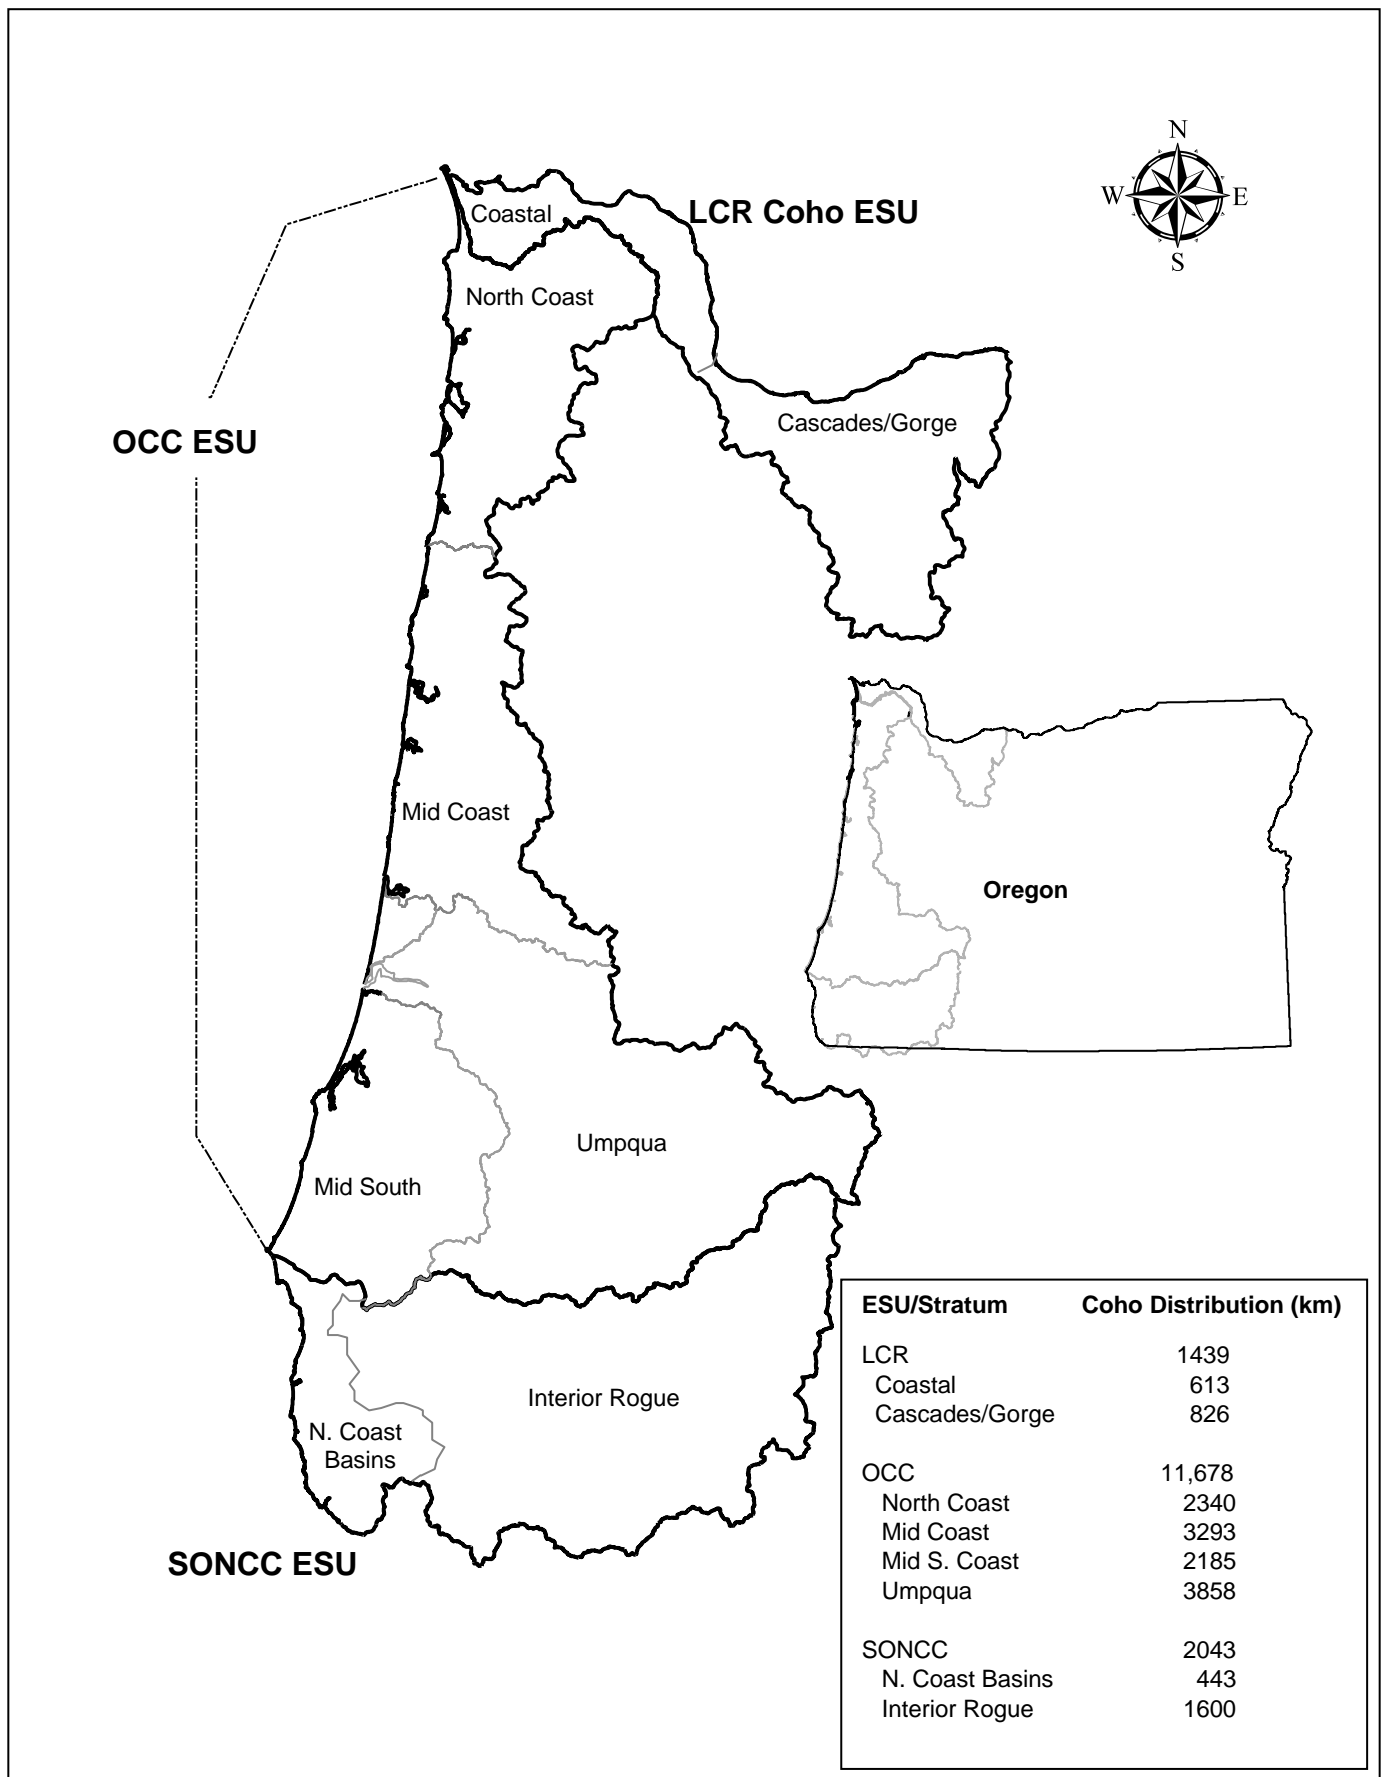 N
W E
S
LCR Coho ESU
Coastal
North Coast
Cascades/Gorge
OCC ESU
Mid Coast
Oregon
Umpqua
Mid South
Interior Rogue
N. Coast
Basins
SONCC ESU
ESU/Stratum Coho Distribution (km)
LCR 1439
Coastal 613
Cascades/Gorge 826
OCC 11,678
North Coast 2340
Mid Coast 3293
Mid S. Coast 2185
Umpqua 3858
SONCC 2043
N. Coast Basins 443
Interior Rogue 1600